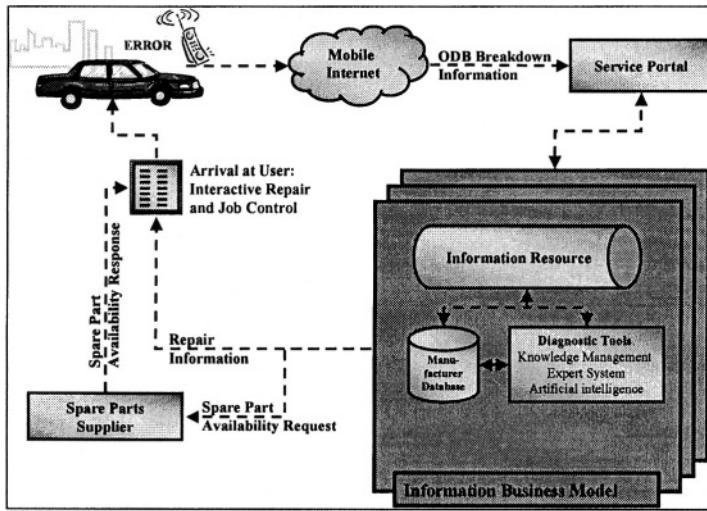 ERROR
Mobile
Internet
ODB Breakdown
Information
Service Portal
Arrival at User:
Interactive Repair
and Job Control
Spare Part
Availability Response
Information Resource
Repair
Information
Manu-
facturer
Database
Diagnostic Tools
Knowledge Management
Expert System
Artificial intelligence
Spare Parts
Supplier
Spare Part
Availability Request
Information Business Model